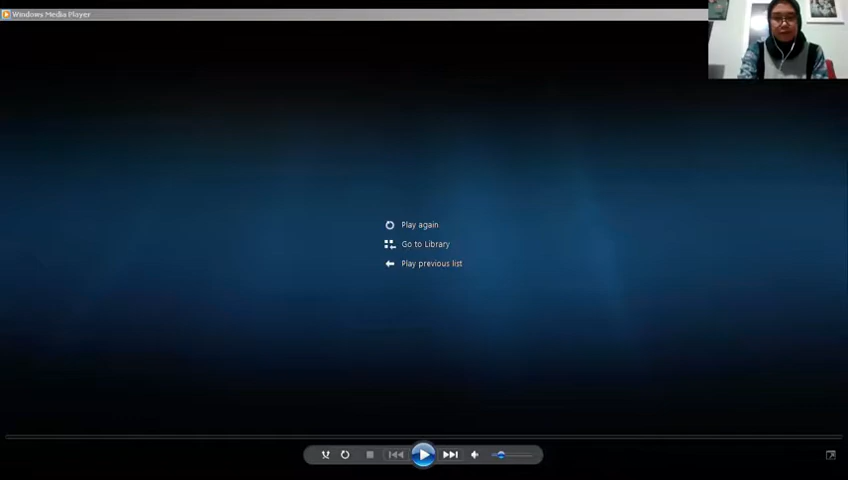 Windows Media Player
Play again
Go to Library
Play previous list